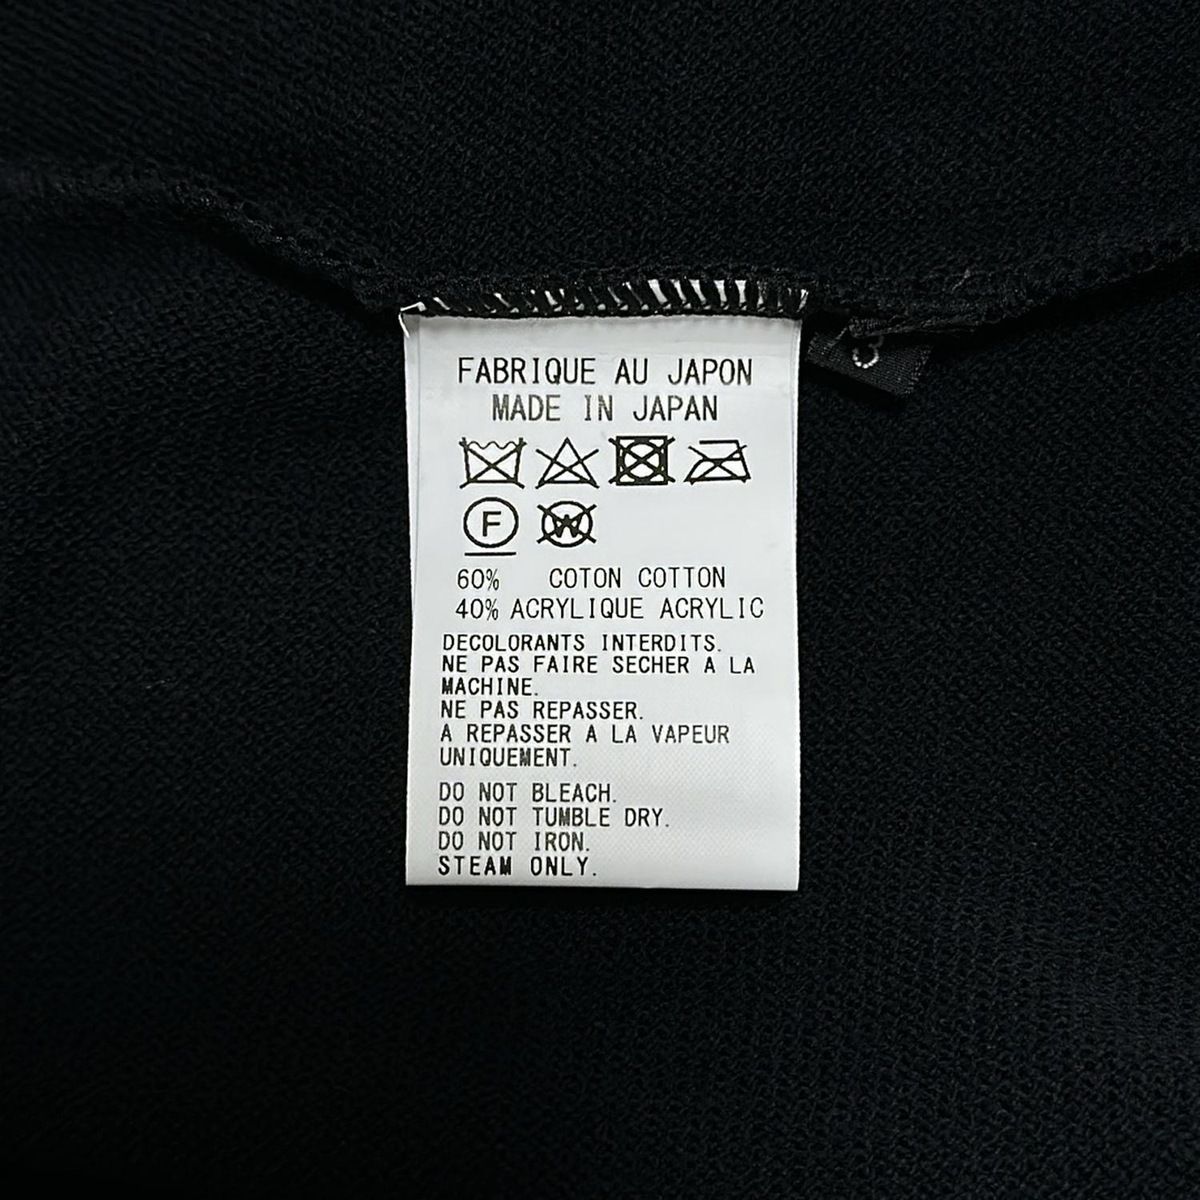 FABRIQUE AU JAPON
MADE IN JAPAN
F
W
60% COTON COTTON
40% ACRYLIQUE ACRYLIC
DECOLORANTS INTERDITS.
NE PAS FAIRE SECHER A LA
MACHINE.
NE PAS REPASSER.
A REPASSER A LA VAPEUR
UNIQUEMENT.
DO NOT BLEACH.
DO NOT TUMBLE DRY.
DO NOT IRON.
STEAM ONLY.
3